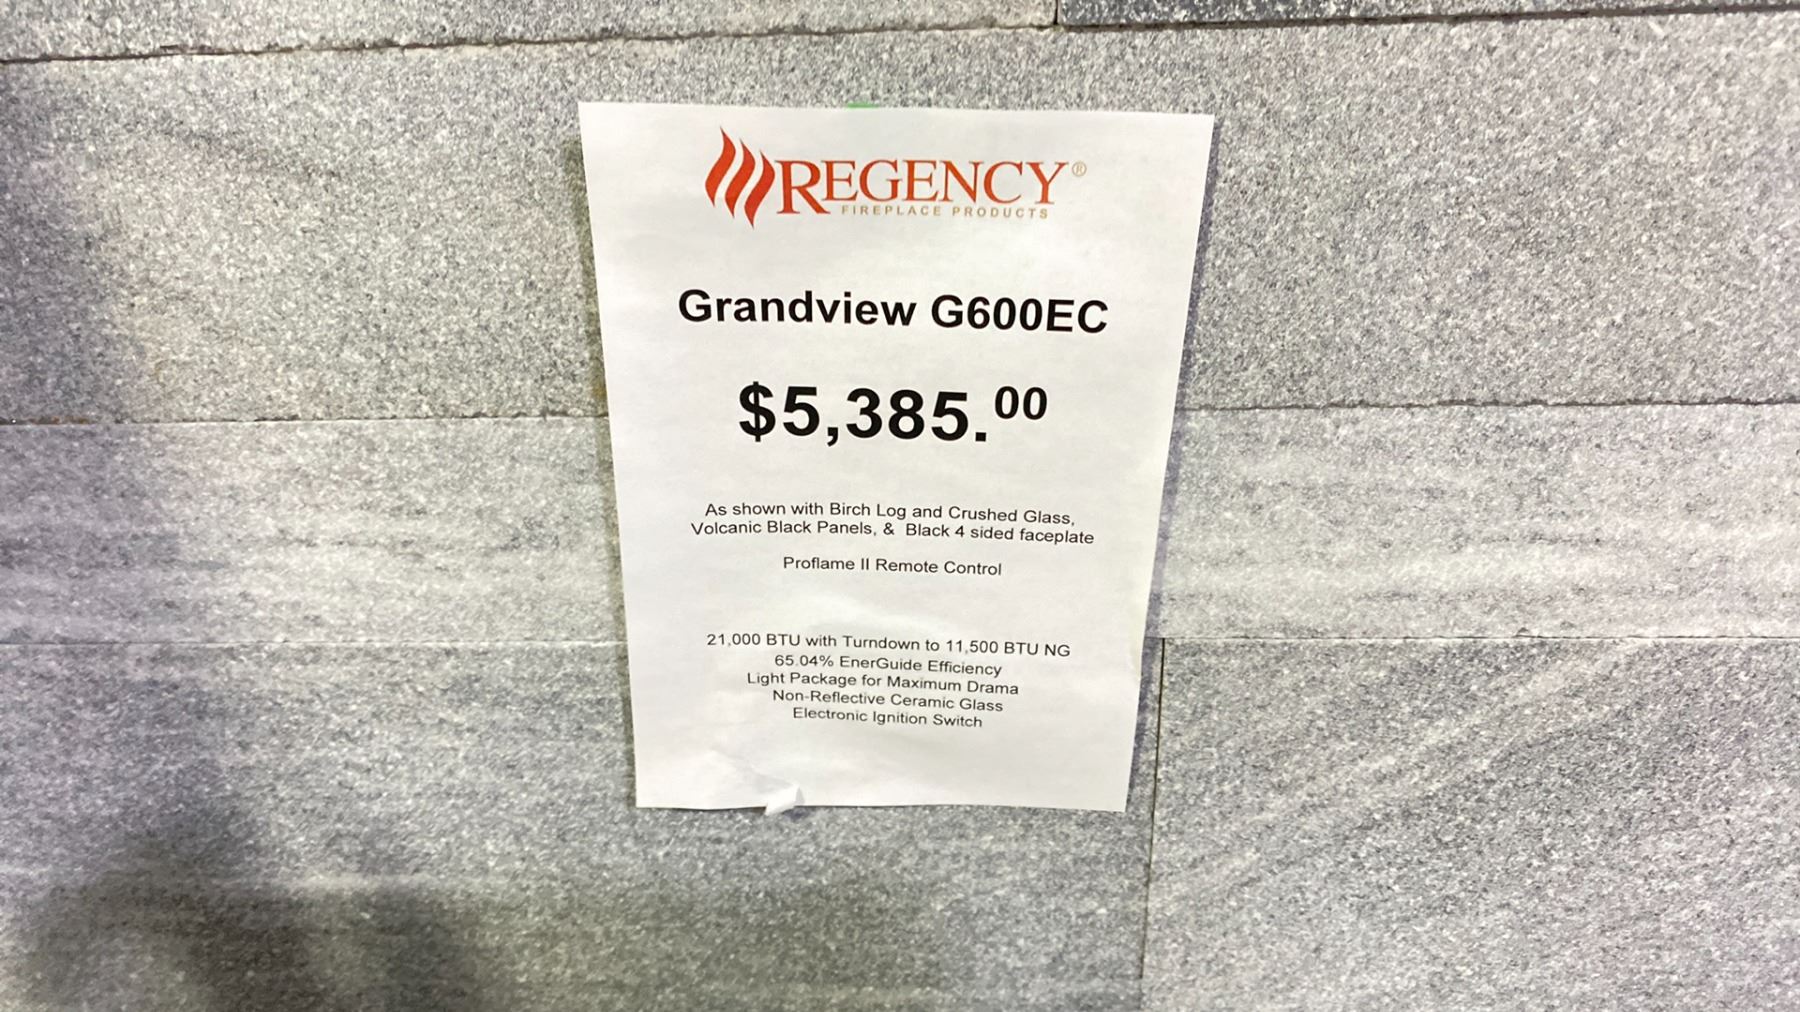 REGENCY®
FIREPLACE PRODUCTS
Grandview G600EC
$5,385.00
As shown with Birch Log and Crushed Glass,
Volcanic Black Panels, & Black 4 sided faceplate
Proflame II Remote Control
21,000 BTU with Turndown to 11,500 BTU NG
65.04% EnerGuide Efficiency
Light Package for Maximum Drama
Non-Reflective Ceramic Glass
Electronic Ignition Switch